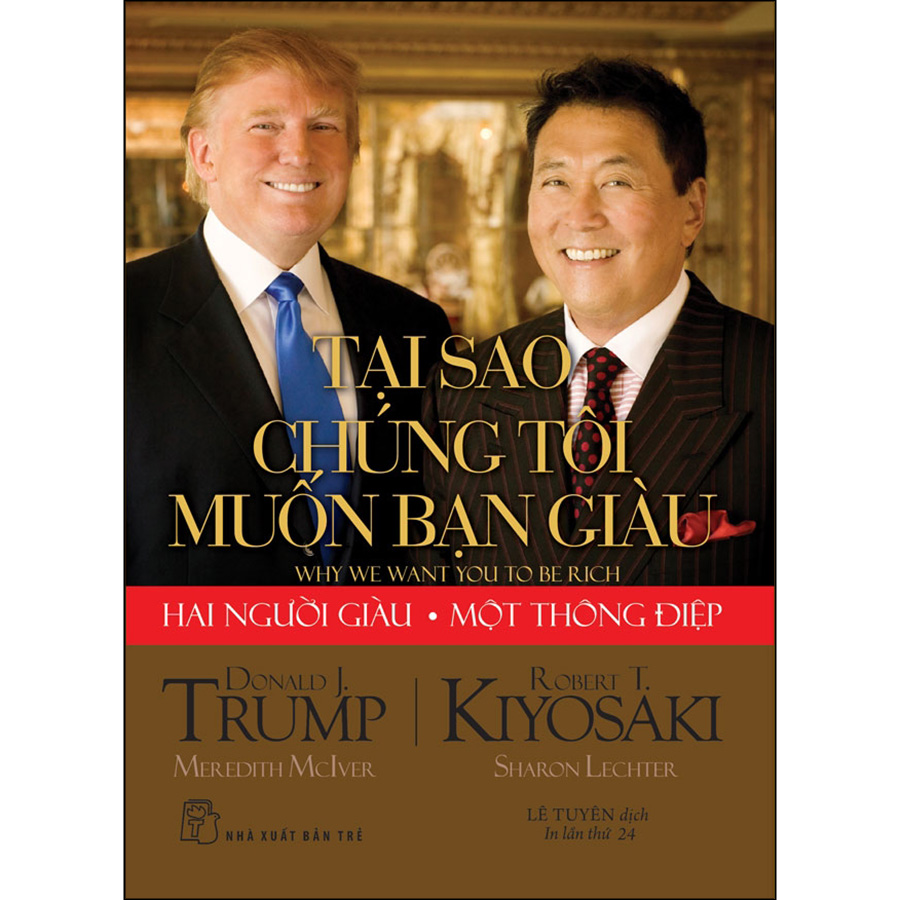 TẠI SAO
CHÚNG TÔI
MUỐN BẠN GIÀU
WHY WE WANT YOU TO BE RICH
HAI NGƯỜI GIÀU • MỘT THÔNG ĐIỆP
DONALD J.
TRUMP
MEREDITH MCIVER
ROBERT T.
KIYOSAKI
SHARON LECHTER
NHÀ XUẤT BẢN TRẺ
LÊ TUYÊN dịch
In lần thứ 24